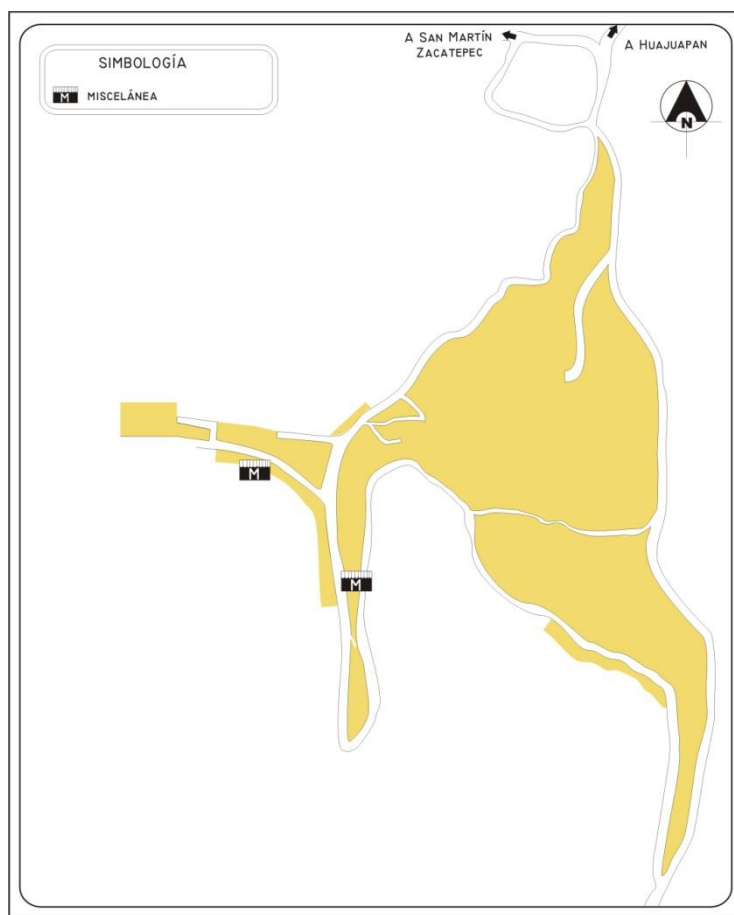 A San Martín
Zacatepec
A Huajuapan
SIMBOLOGÍA
M MISCELÁNEA
N
M
M